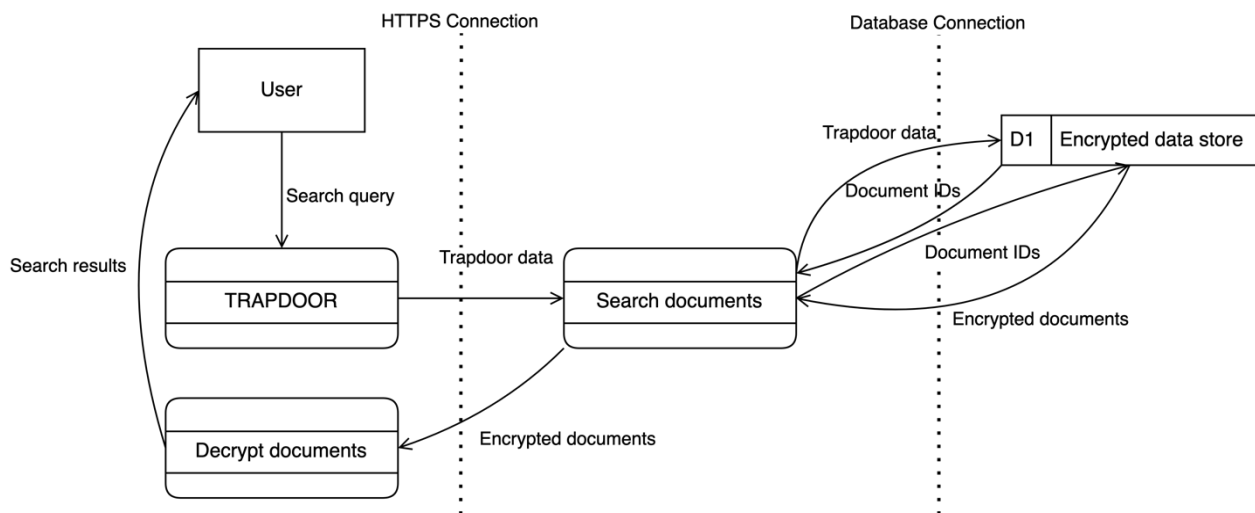 HTTPS Connection
Database Connection
User
Trapdoor data
D1
Encrypted data store
Search query
Document IDs
Search results
Trapdoor data
Document IDs
TRAPDOOR
Search documents
Encrypted documents
Decrypt documents
Encrypted documents